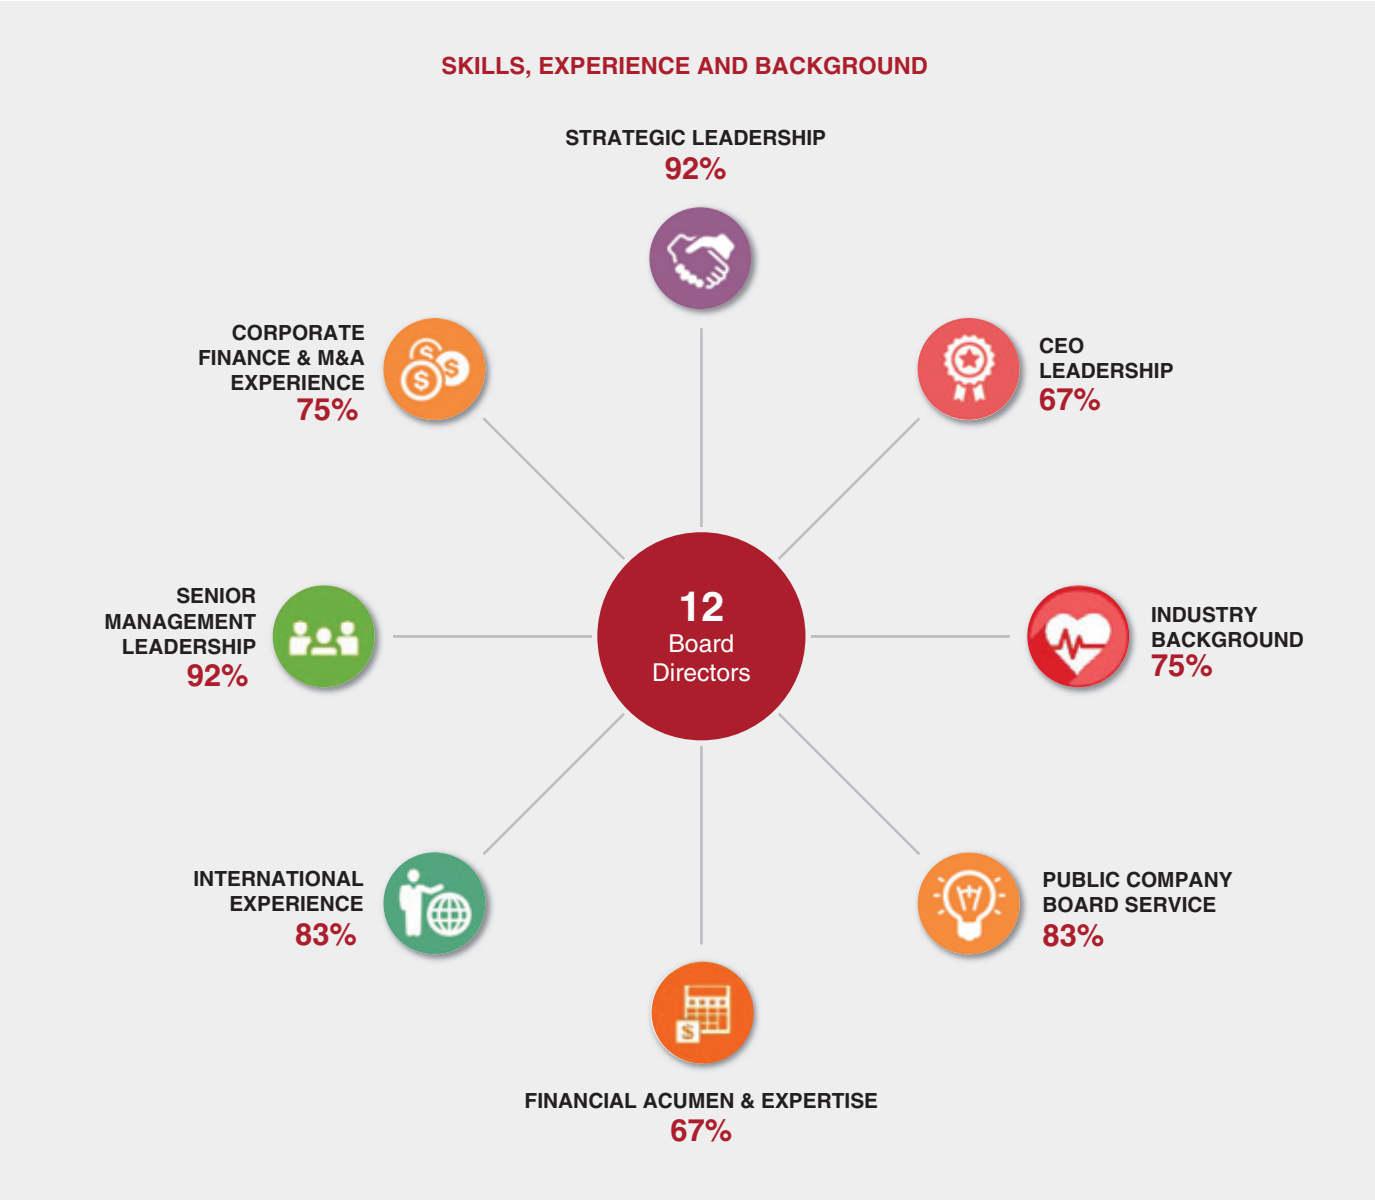 SKILLS, EXPERIENCE AND BACKGROUND
STRATEGIC LEADERSHIP
92%
CORPORATE
FINANCE & M&A
EXPERIENCE
75%
CEO
LEADERSHIP
67%
SENIOR
MANAGEMENT
LEADERSHIP
92%
12
Board
Directors
INDUSTRY
BACKGROUND
75%
INTERNATIONAL
EXPERIENCE
83%
PUBLIC COMPANY
BOARD SERVICE
83%
FINANCIAL ACUMEN & EXPERTISE
67%